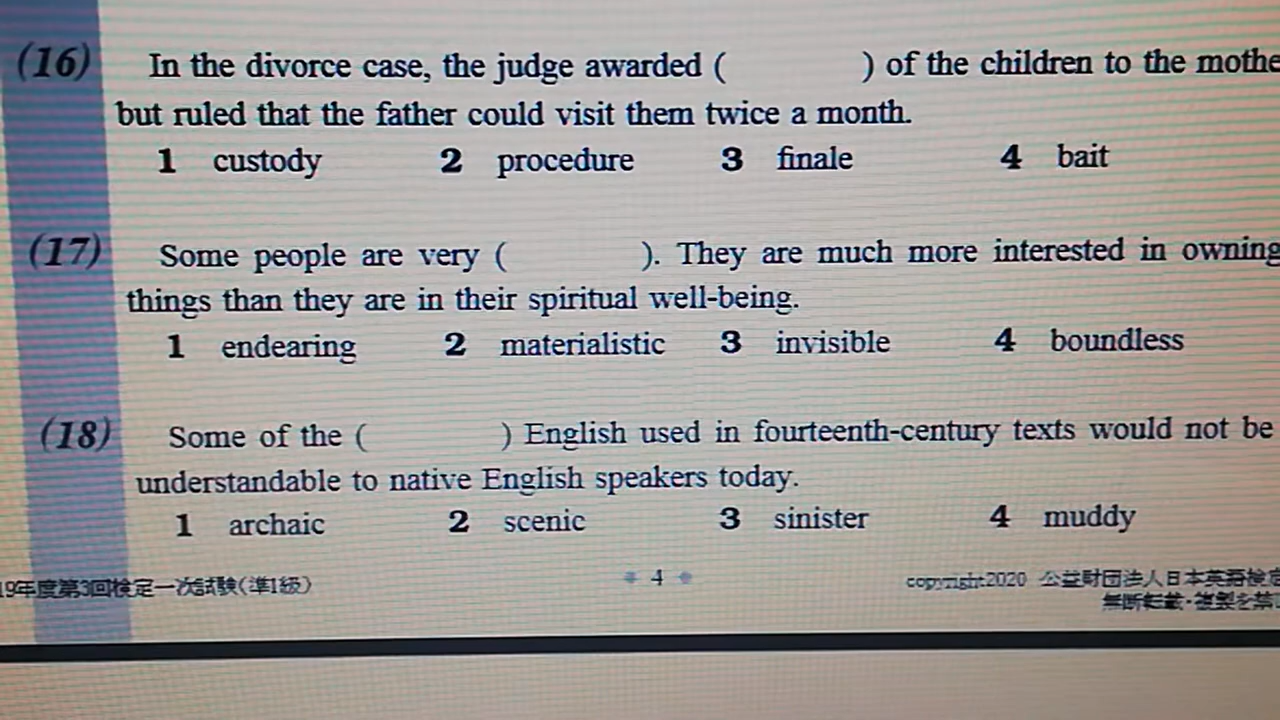 (16) In the divorce case, the judge awarded ( ) of the children to the mothe
but ruled that the father could visit them twice a month.
1 custody 2 procedure 3 finale 4 bait
(17) Some people are very ( ). They are much more interested in owning
things than they are in their spiritual well-being.
1 endearing 2 materialistic 3 invisible 4 boundless
(18) Some of the ( ) English used in fourteenth-century texts would not be
understandable to native English speakers today.
1 archaic 2 scenic 3 sinister 4 muddy
19年度第3回検定一次試験(準1級) 4 copyright2020 公益財団法人日本英語検定
無断転載・複製を禁